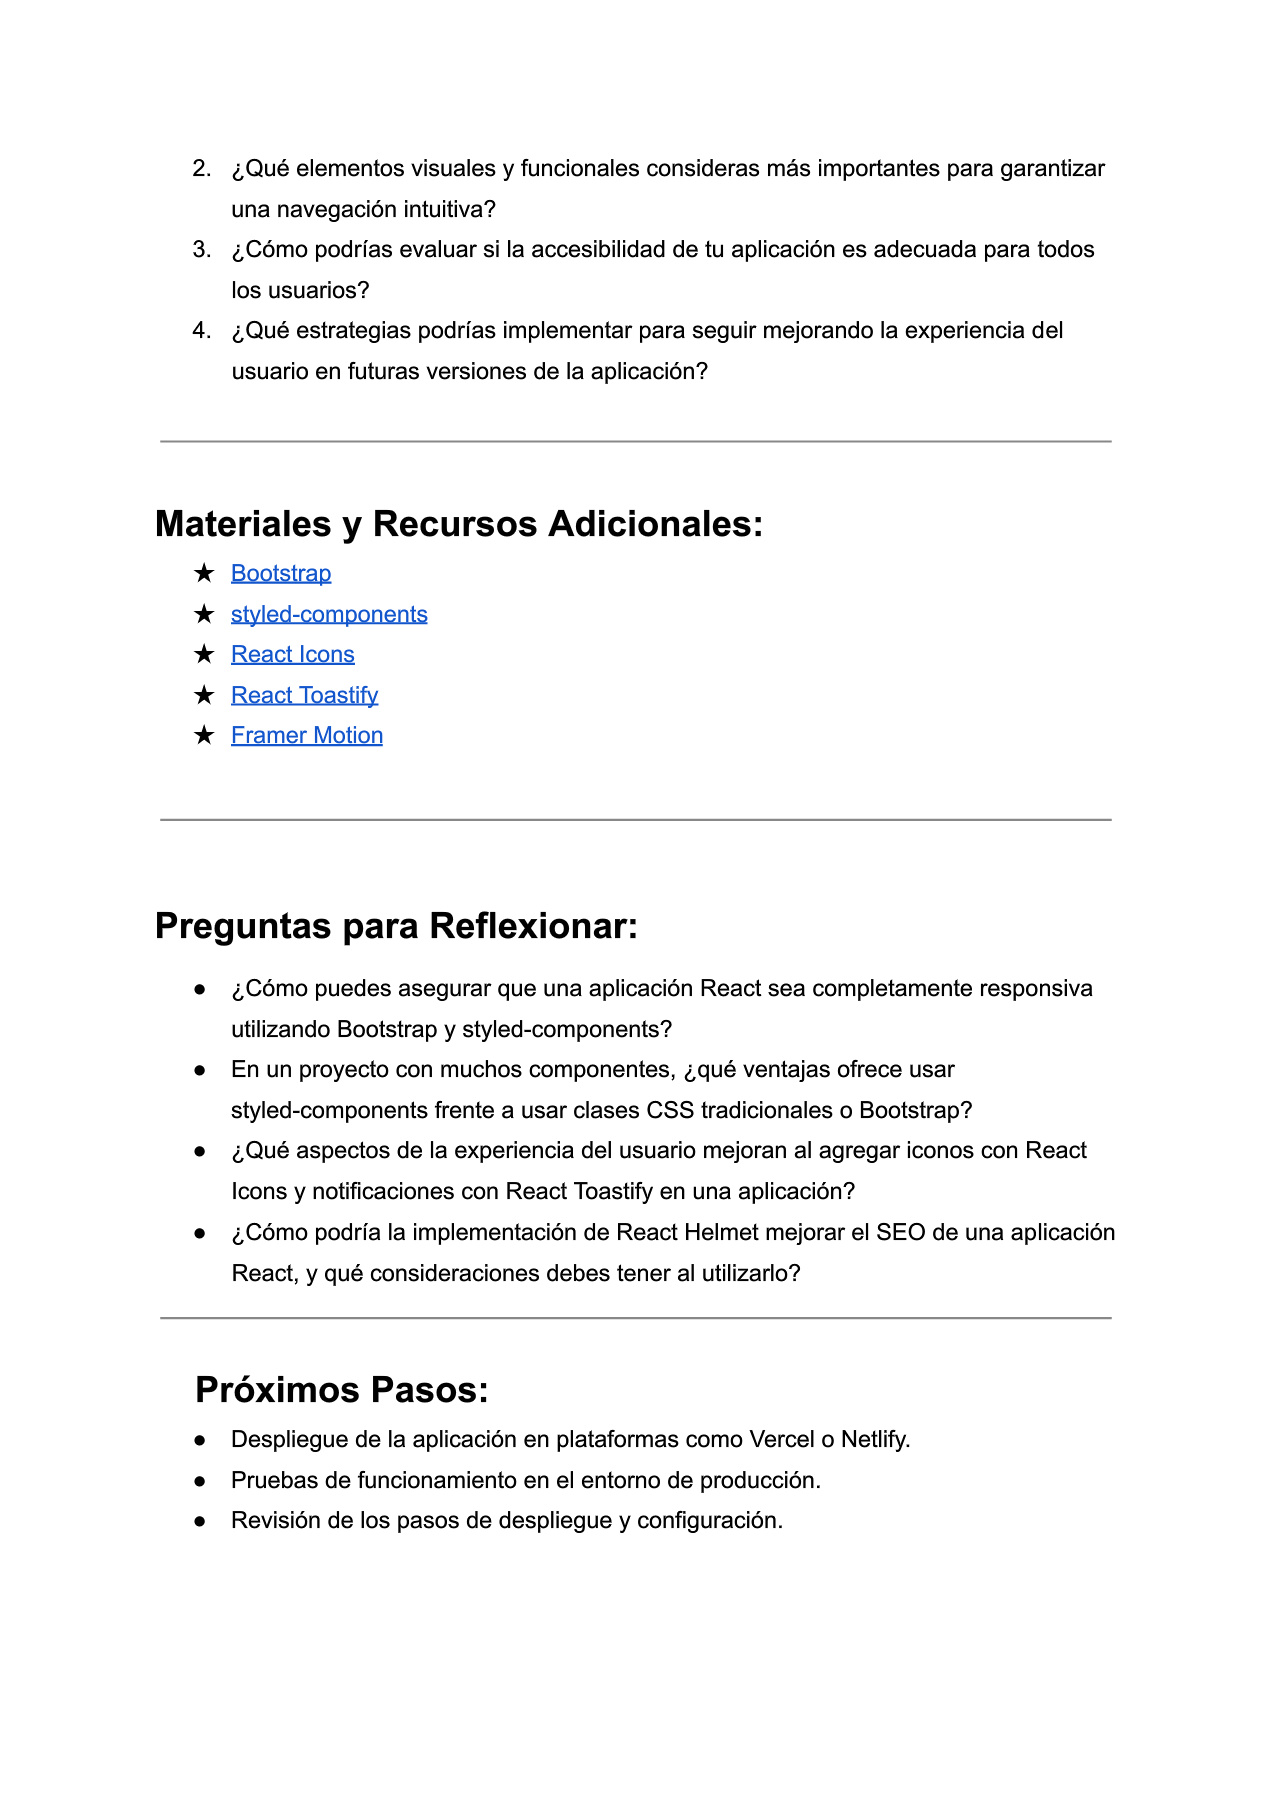 2. ¿Qué elementos visuales y funcionales consideras más importantes para garantizar
una navegación intuitiva?
3. ¿Cómo podrías evaluar si la accesibilidad de tu aplicación es adecuada para todos
los usuarios?
4. ¿Qué estrategias podrías implementar para seguir mejorando la experiencia del
usuario en futuras versiones de la aplicación?
Materiales y Recursos Adicionales:
★ Bootstrap
★ styled-components
★ React Icons
★ React Toastify
★ Framer Motion
Preguntas para Reflexionar:
● ¿Cómo puedes asegurar que una aplicación React sea completamente responsiva
utilizando Bootstrap y styled-components?
● En un proyecto con muchos componentes, ¿qué ventajas ofrece usar
styled-components frente a usar clases CSS tradicionales o Bootstrap?
● ¿Qué aspectos de la experiencia del usuario mejoran al agregar iconos con React
Icons y notificaciones con React Toastify en una aplicación?
● ¿Cómo podría la implementación de React Helmet mejorar el SEO de una aplicación
React, y qué consideraciones debes tener al utilizarlo?
Próximos Pasos:
● Despliegue de la aplicación en plataformas como Vercel o Netlify.
● Pruebas de funcionamiento en el entorno de producción.
● Revisión de los pasos de despliegue y configuración.